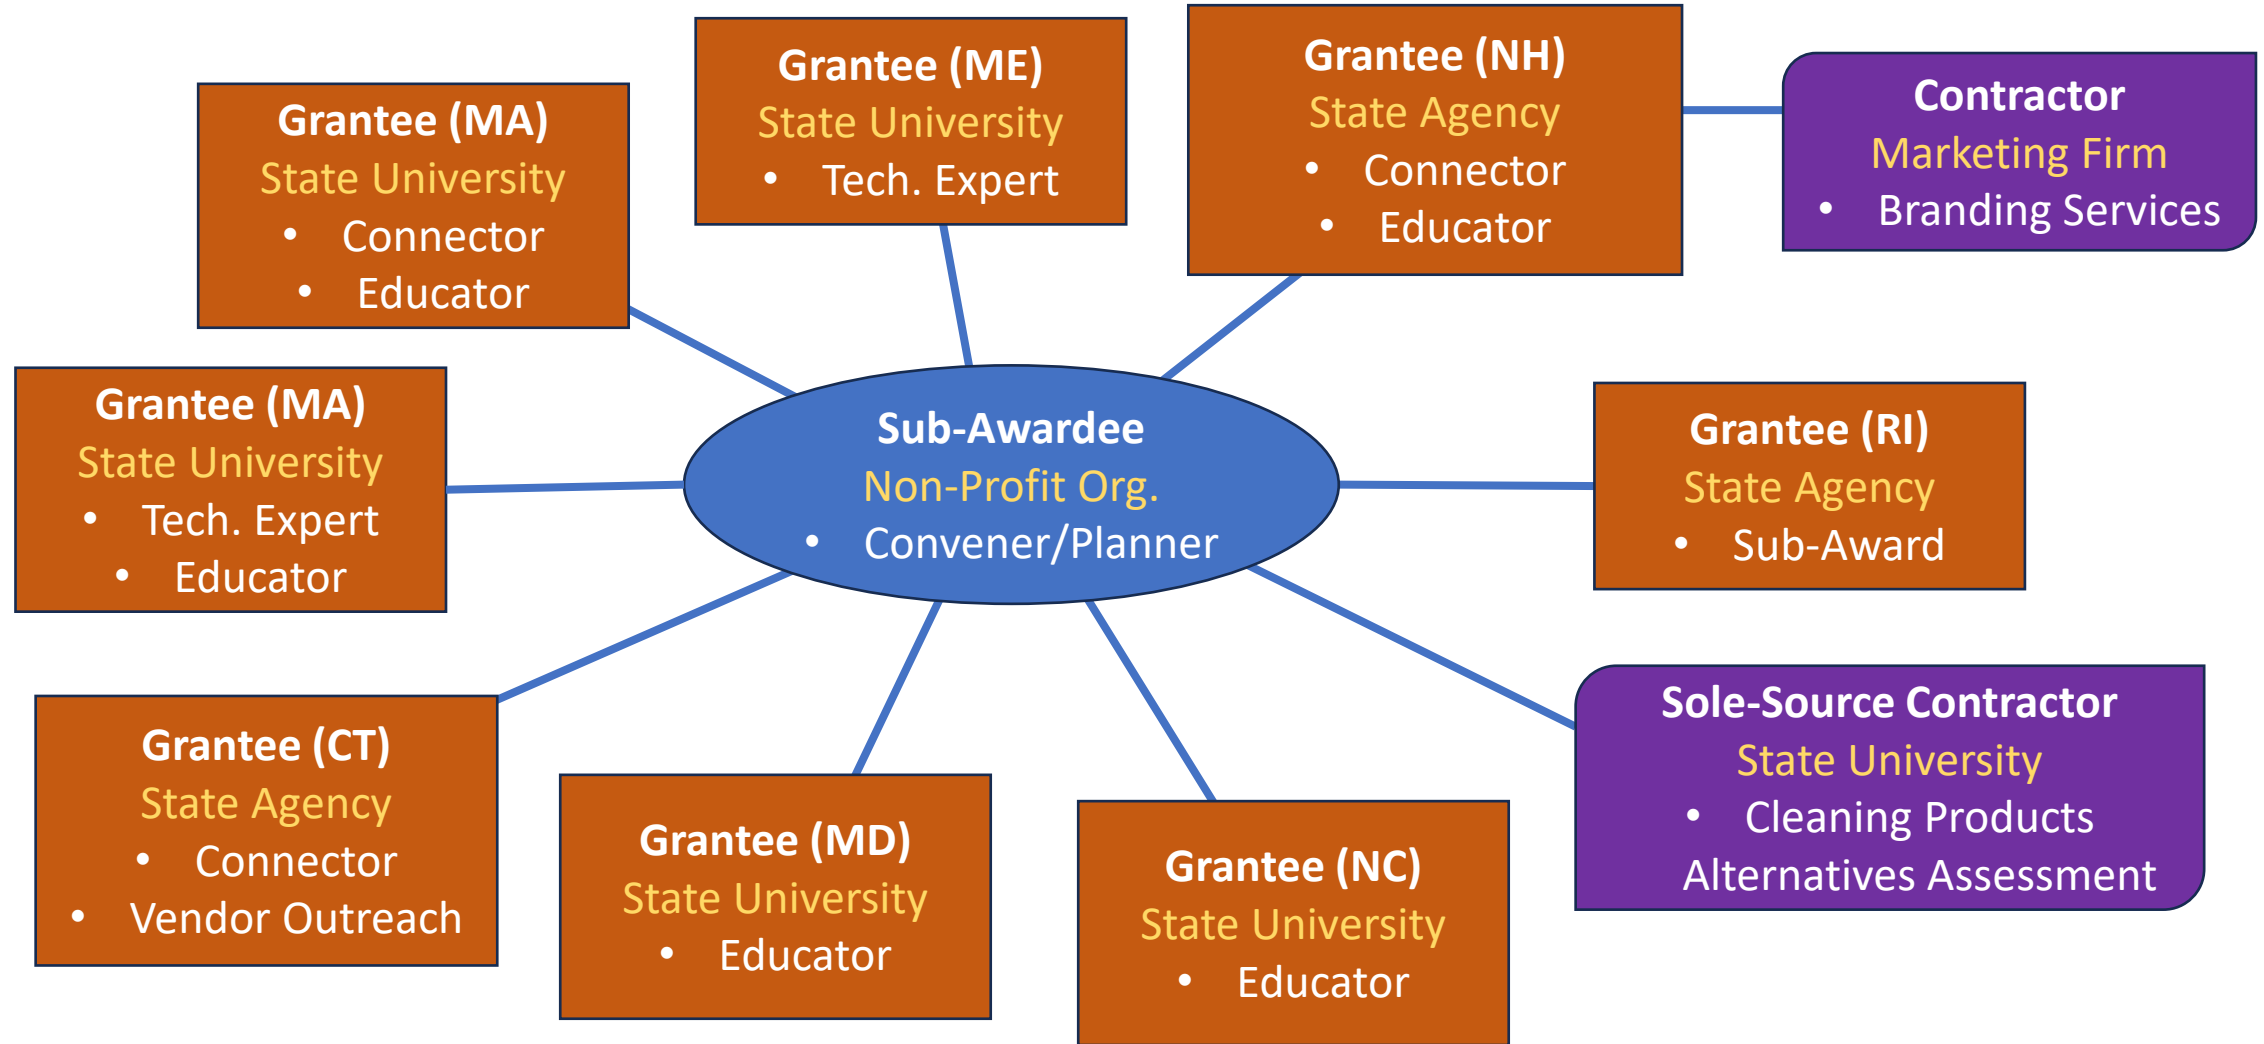 Grantee (MA)
State University
• Connector
• Educator
Grantee (ME)
State University
• Tech. Expert
Grantee (NH)
State Agency
• Connector
• Educator
Contractor
Marketing Firm
• Branding Services
Grantee (MA)
State University
• Tech. Expert
• Educator
Sub-Awardee
Non-Profit Org.
• Convener/Planner
Grantee (RI)
State Agency
• Sub-Award
Grantee (CT)
State Agency
• Connector
• Vendor Outreach
Grantee (MD)
State University
• Educator
Grantee (NC)
State University
• Educator
Sole-Source Contractor
State University
• Cleaning Products
Alternatives Assessment